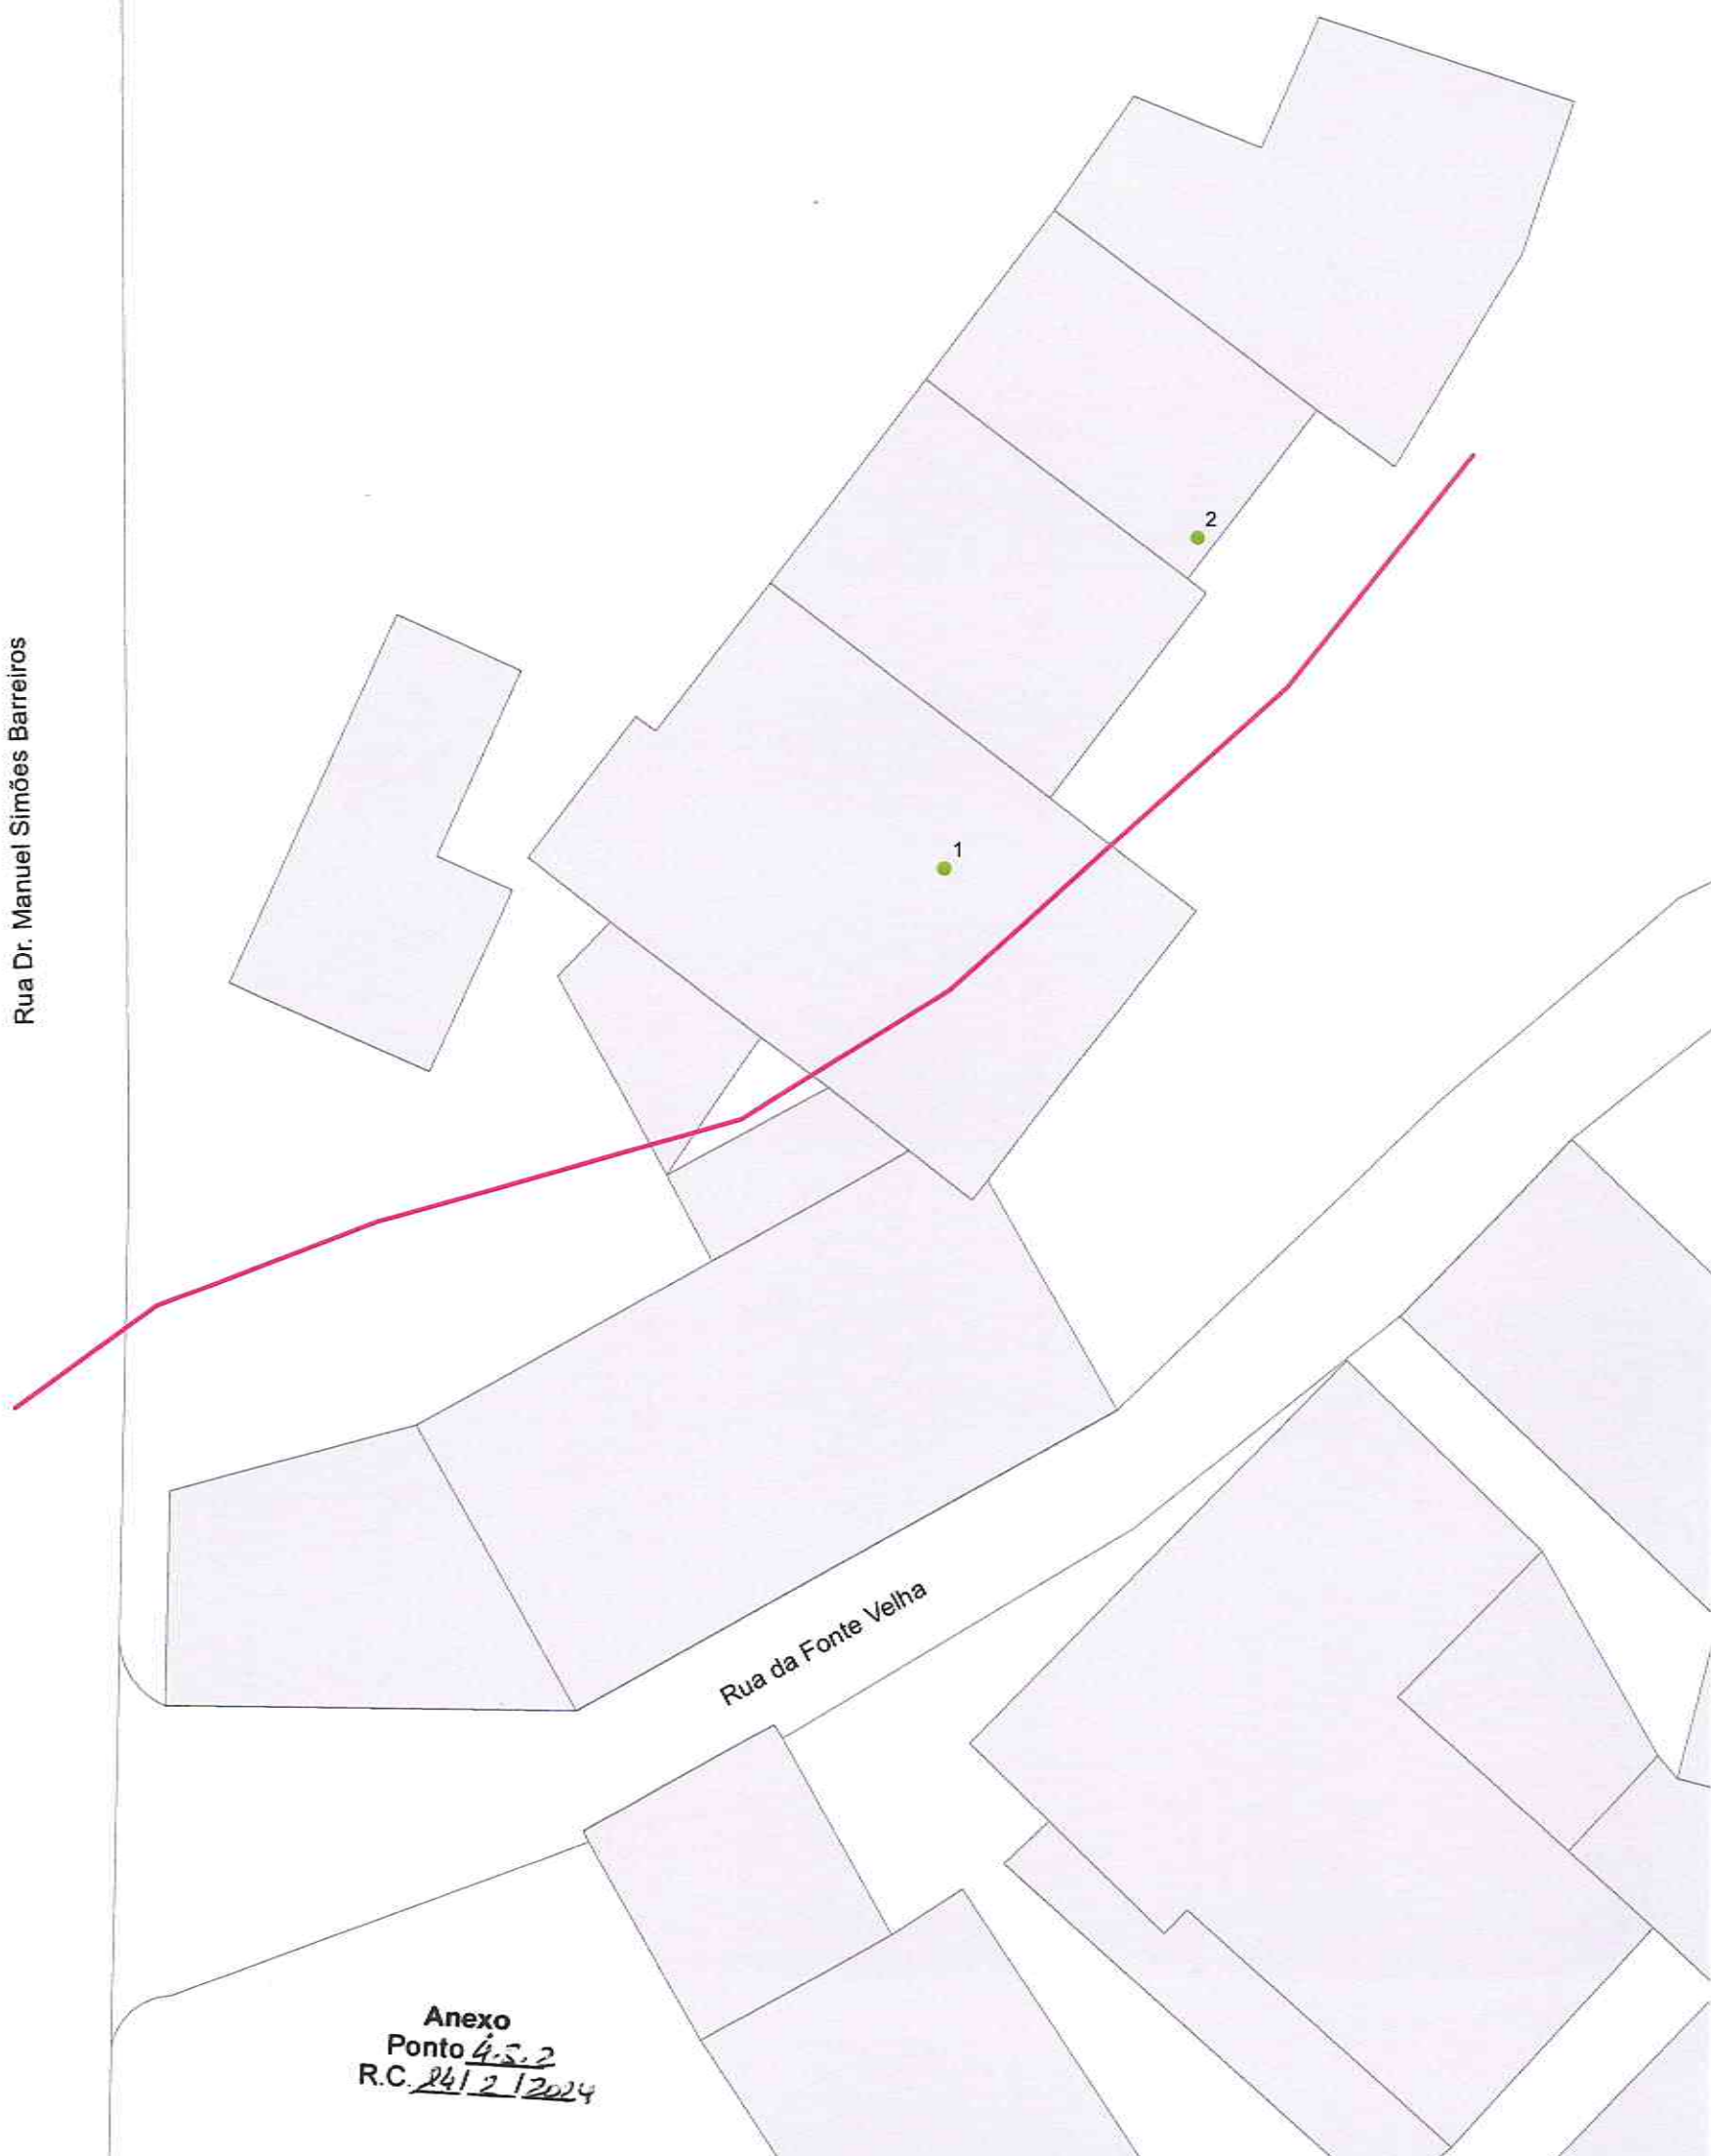 2
Rua Dr. Manuel Simões Barreiros
1
Rua da Fonte Velha
Anexo
Ponto 4.5.2
R.C. 24/2/2024